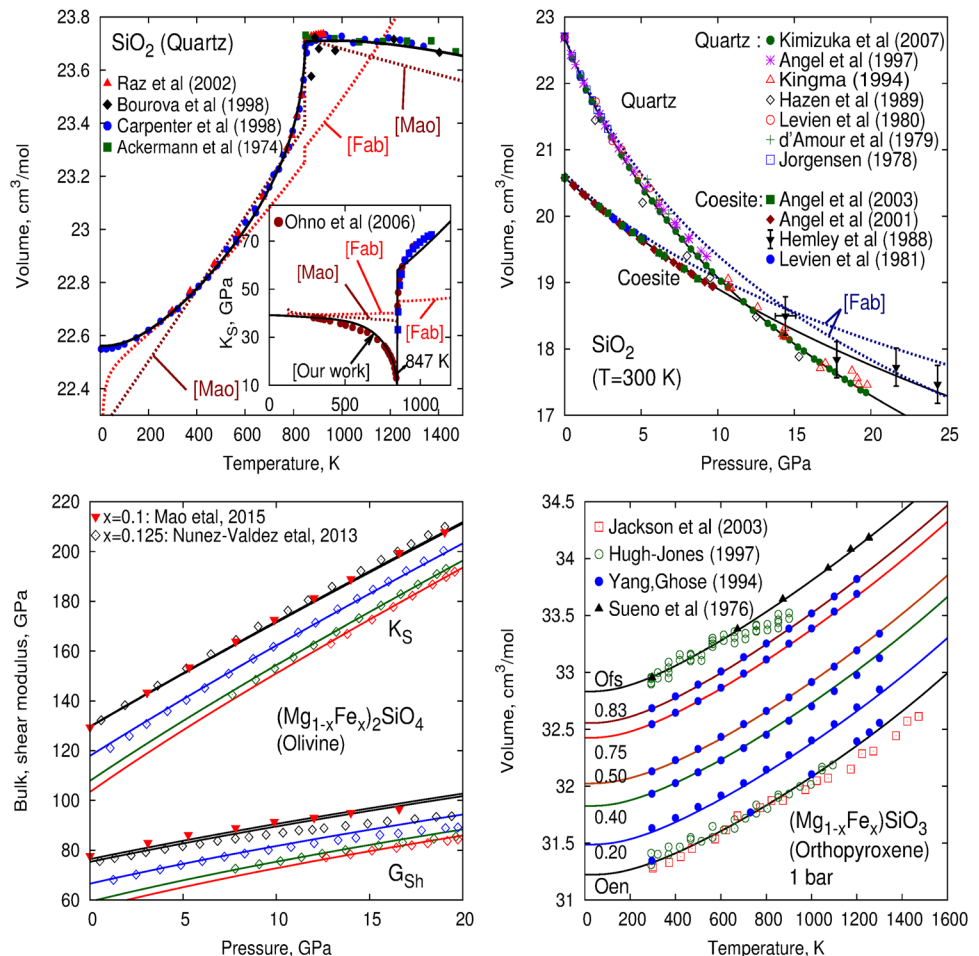 23.8
23.6
23.4
23.2
23
22.8
22.6
22.4
Volume, cm³/mol
SiO₂ (Quartz)
Raz et al (2002)
Bourova et al (1998)
Carpenter et al (1998)
Ackermann et al (1974)
[Mao]
[Fab]
[Mao]
Ohno et al (2006)
[Fab]
[Mao]
[Fab]
[Our work]
847 K
70
40
10
K_S, GPa
0 500 1000
0 200 400 600 800 1000 1200 1400
Temperature, K
23
22
21
20
19
18
17
Volume, cm³/mol
Quartz : Kimizuka et al (2007)
Angel et al (1997)
Kingma (1994)
Hazen et al (1989)
Levien et al (1980)
d'Amour et al (1979)
Jorgensen (1978)
Coesite: Angel et al (2003)
Angel et al (2001)
Hemley et al (1988)
Levien et al (1981)
Quartz
Coesite
[Fab]
SiO₂
(T=300 K)
0 5 10 15 20 25
Pressure, GPa
220
200
180
160
140
120
100
80
60
Bulk, shear modulus, GPa
x=0.1: Mao etal, 2015
x=0.125: Nunez-Valdez etal, 2013
K_S
(Mg₁₋ₓFeₓ)₂SiO₄
(Olivine)
G_Sh
0 5 10 15 20
Pressure, GPa
34.5
34
33.5
33
32.5
32
31.5
31
Volume, cm³/mol
Jackson et al (2003)
Hugh-Jones (1997)
Yang,Ghose (1994)
Sueno et al (1976)
Ofs
0.83
0.75
0.50
0.40
0.20
Oen
(Mg₁₋ₓFeₓ)SiO₃
(Orthopyroxene)
1 bar
0 200 400 600 800 1000 1200 1400 1600
Temperature, K